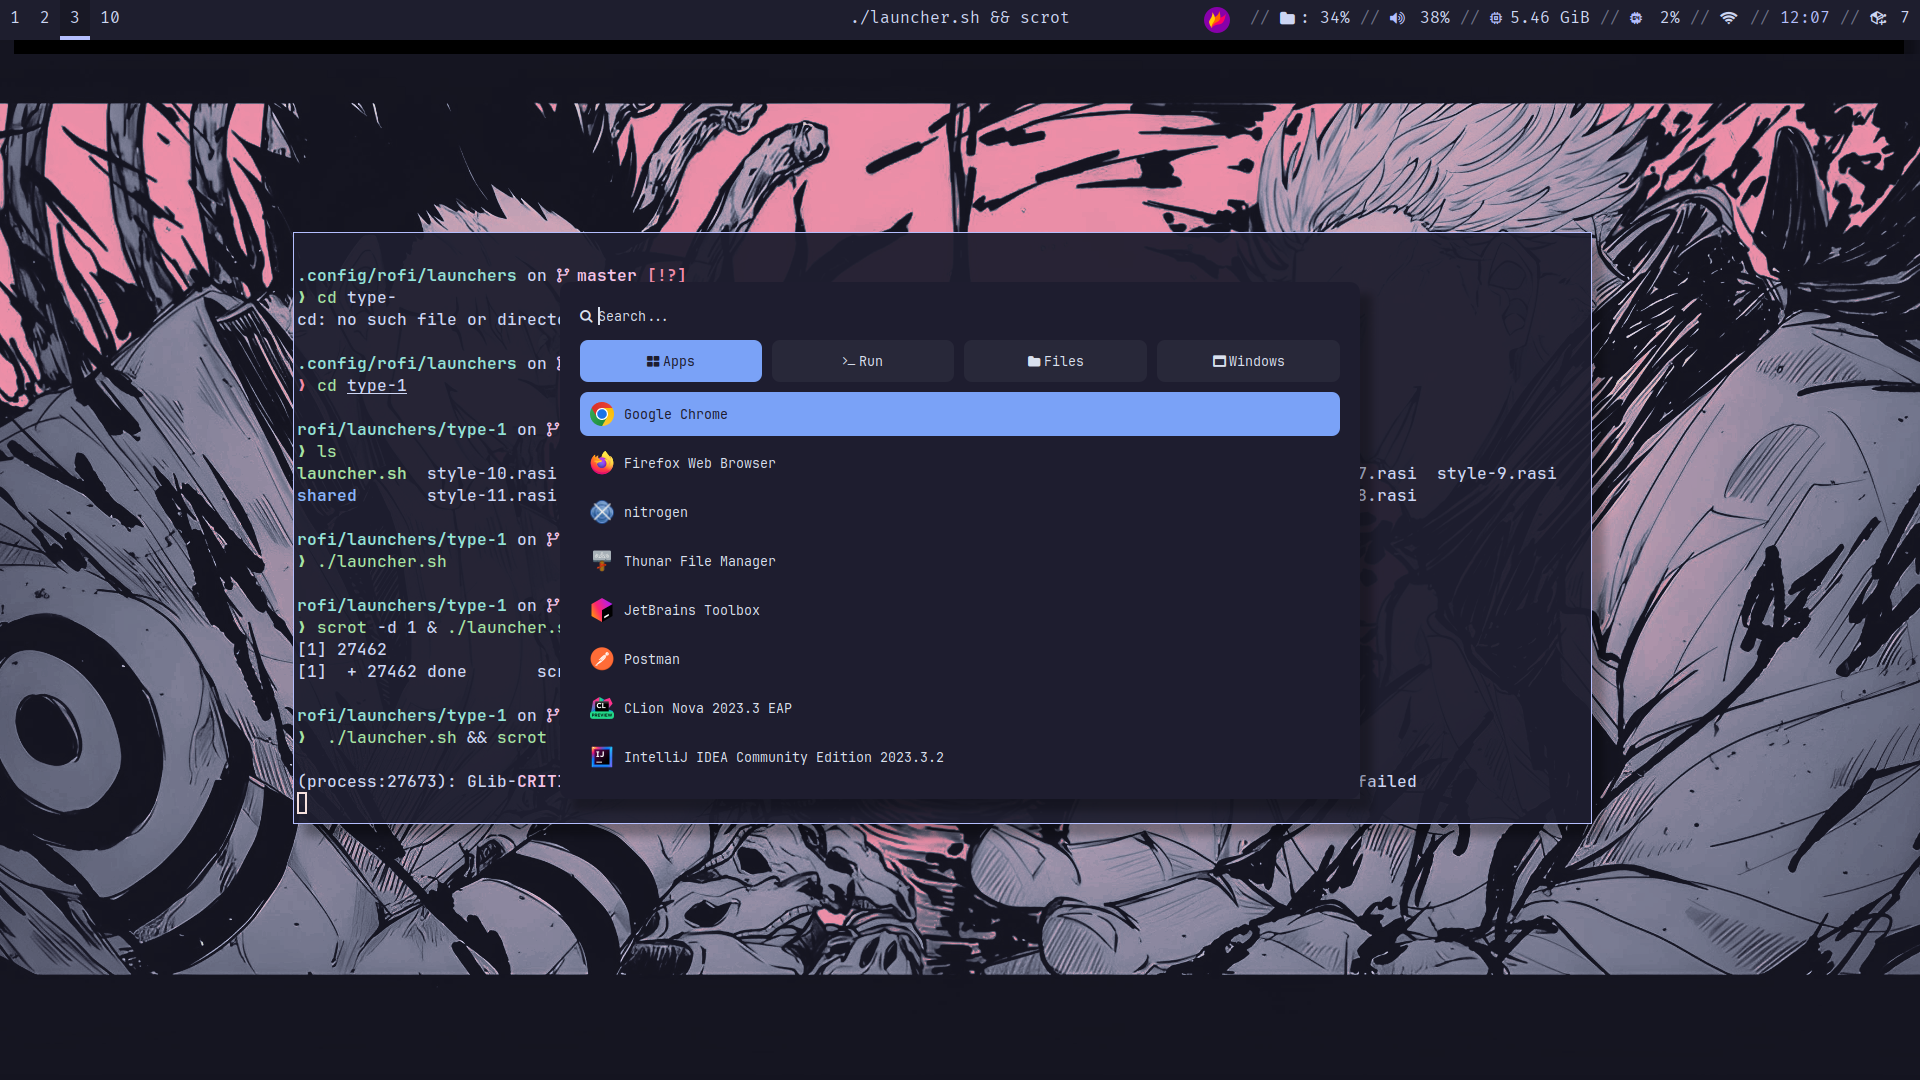 1 2 3 10 ./launcher.sh && scrot // : 34% // 38% // 5.46 GiB // 2% // // 12:07 // 7
.config/rofi/launchers on master [!?]
❯ cd type-
cd: no such file or direct
.config/rofi/launchers on
❯ cd type-1
rofi/launchers/type-1 on
❯ ls
launcher.sh style-10.rasi 7.rasi style-9.rasi
shared style-11.rasi 8.rasi
rofi/launchers/type-1 on
❯ ./launcher.sh
rofi/launchers/type-1 on
❯ scrot -d 1 & ./launcher.s
[1] 27462
[1] + 27462 done scr
rofi/launchers/type-1 on
❯ ./launcher.sh && scrot
(process:27673): GLib-CRIT failed
Search...
Apps >_ Run Files Windows
Google Chrome
Firefox Web Browser
nitrogen
Thunar File Manager
JetBrains Toolbox
Postman
CLion Nova 2023.3 EAP
IntelliJ IDEA Community Edition 2023.3.2